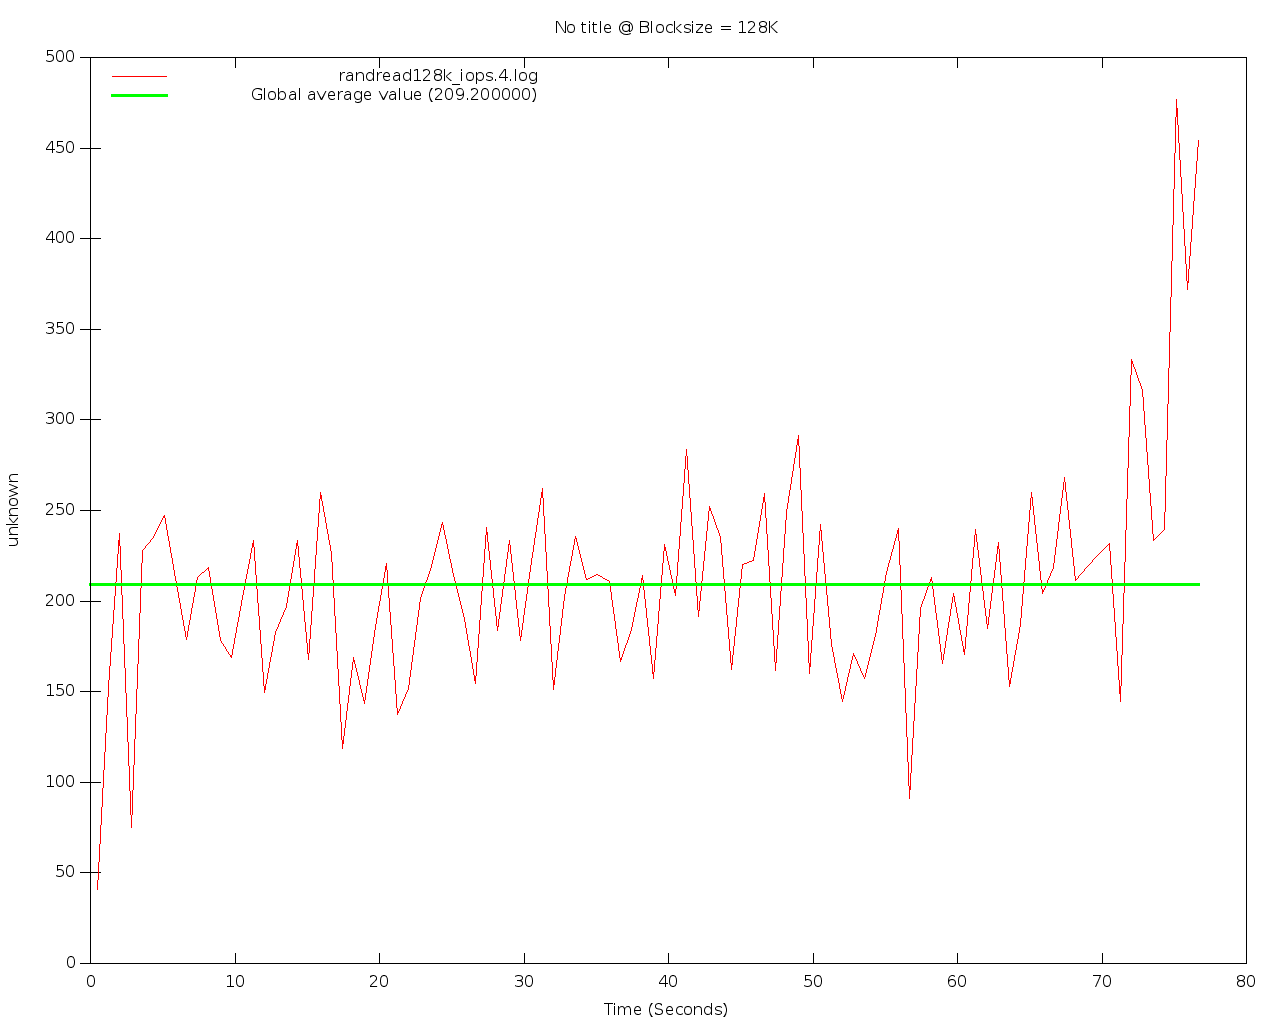 No title @ Blocksize = 128K
randread128k_iops.4.log
Global average value (209.200000)
500
450
400
350
300
250
200
150
100
50
0
unknown
0 10 20 30 40 50 60 70 80
Time (Seconds)